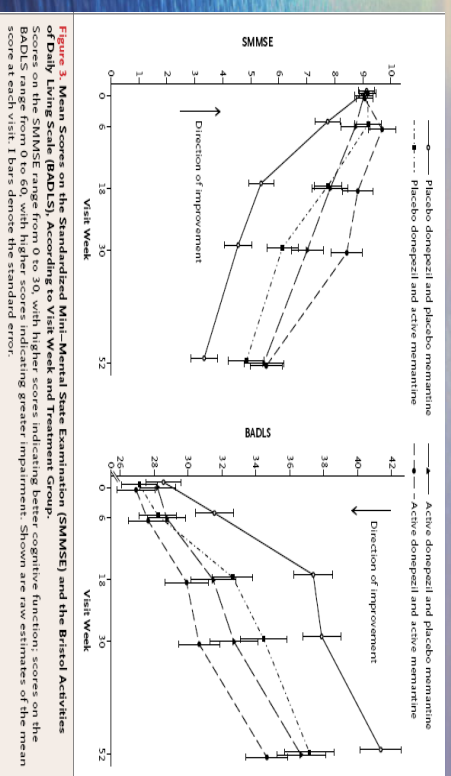 Placebo donepezil and placebo memantine
Placebo donepezil and active memantine
Active donepezil and placebo memantine
Active donepezil and active memantine
SMMSE
10
9
8
7
6
5
4
3
2
1
0
Direction of improvement
0 6 18 30 52
Visit Week
BADLS
42
40
38
36
34
32
30
28
26
0
Direction of improvement
0 6 18 30 52
Visit Week
Figure 3. Mean Scores on the Standardized Mini–Mental State Examination (SMMSE) and the Bristol Activities
of Daily Living Scale (BADLS), According to Visit Week and Treatment Group.
Scores on the SMMSE range from 0 to 30, with higher scores indicating better cognitive function; scores on the
BADLS range from 0 to 60, with higher scores indicating greater impairment. Shown are raw estimates of the mean
score at each visit. I bars denote the standard error.